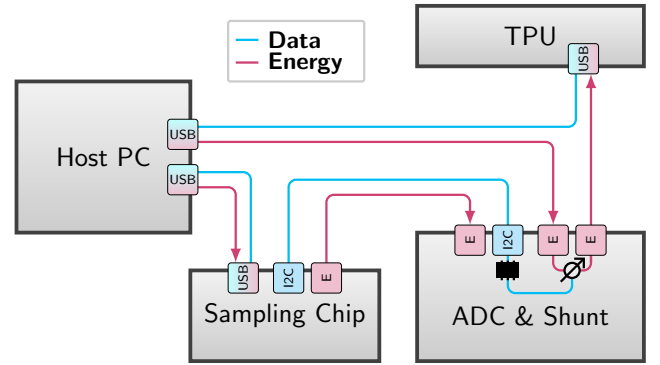 TPU
USB
Data
Energy
USB
Host PC
USB
E
I2C
E
E
USB
I2C
E
Sampling Chip
ADC & Shunt